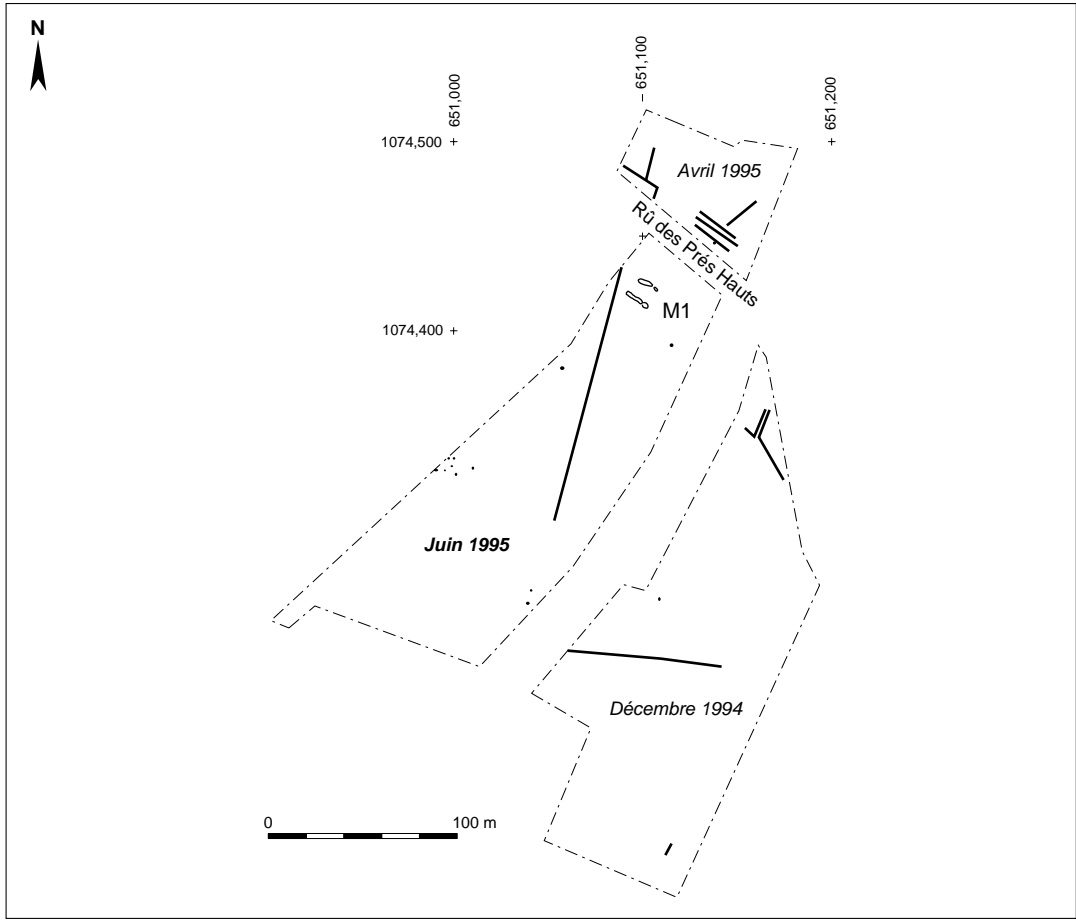 N
651,000
651,100
651,200
1074,500
Avril 1995
Rû des Prés Hauts
M1
1074,400
Juin 1995
Décembre 1994
0 100 m